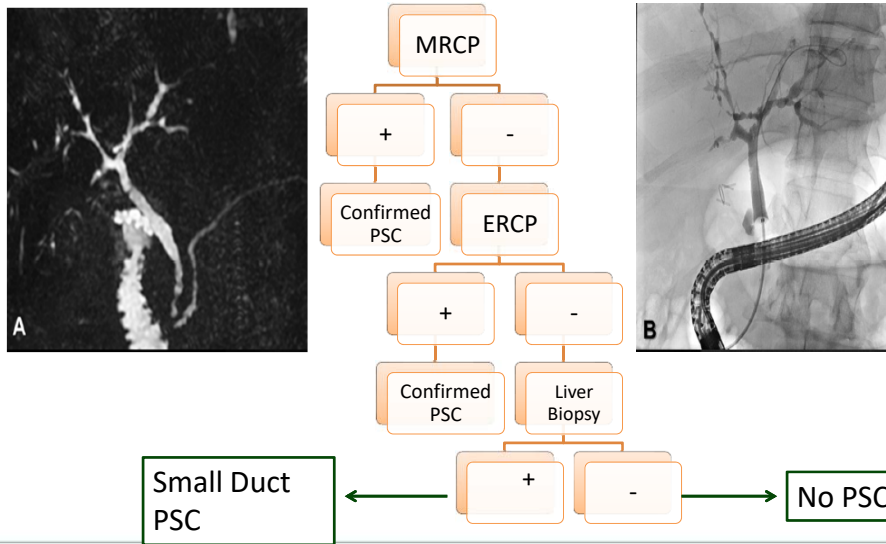 MRCP
+
-
Confirmed
PSC
ERCP
+
-
Confirmed
PSC
Liver
Biopsy
+
-
Small Duct
PSC
No PSC
A
B